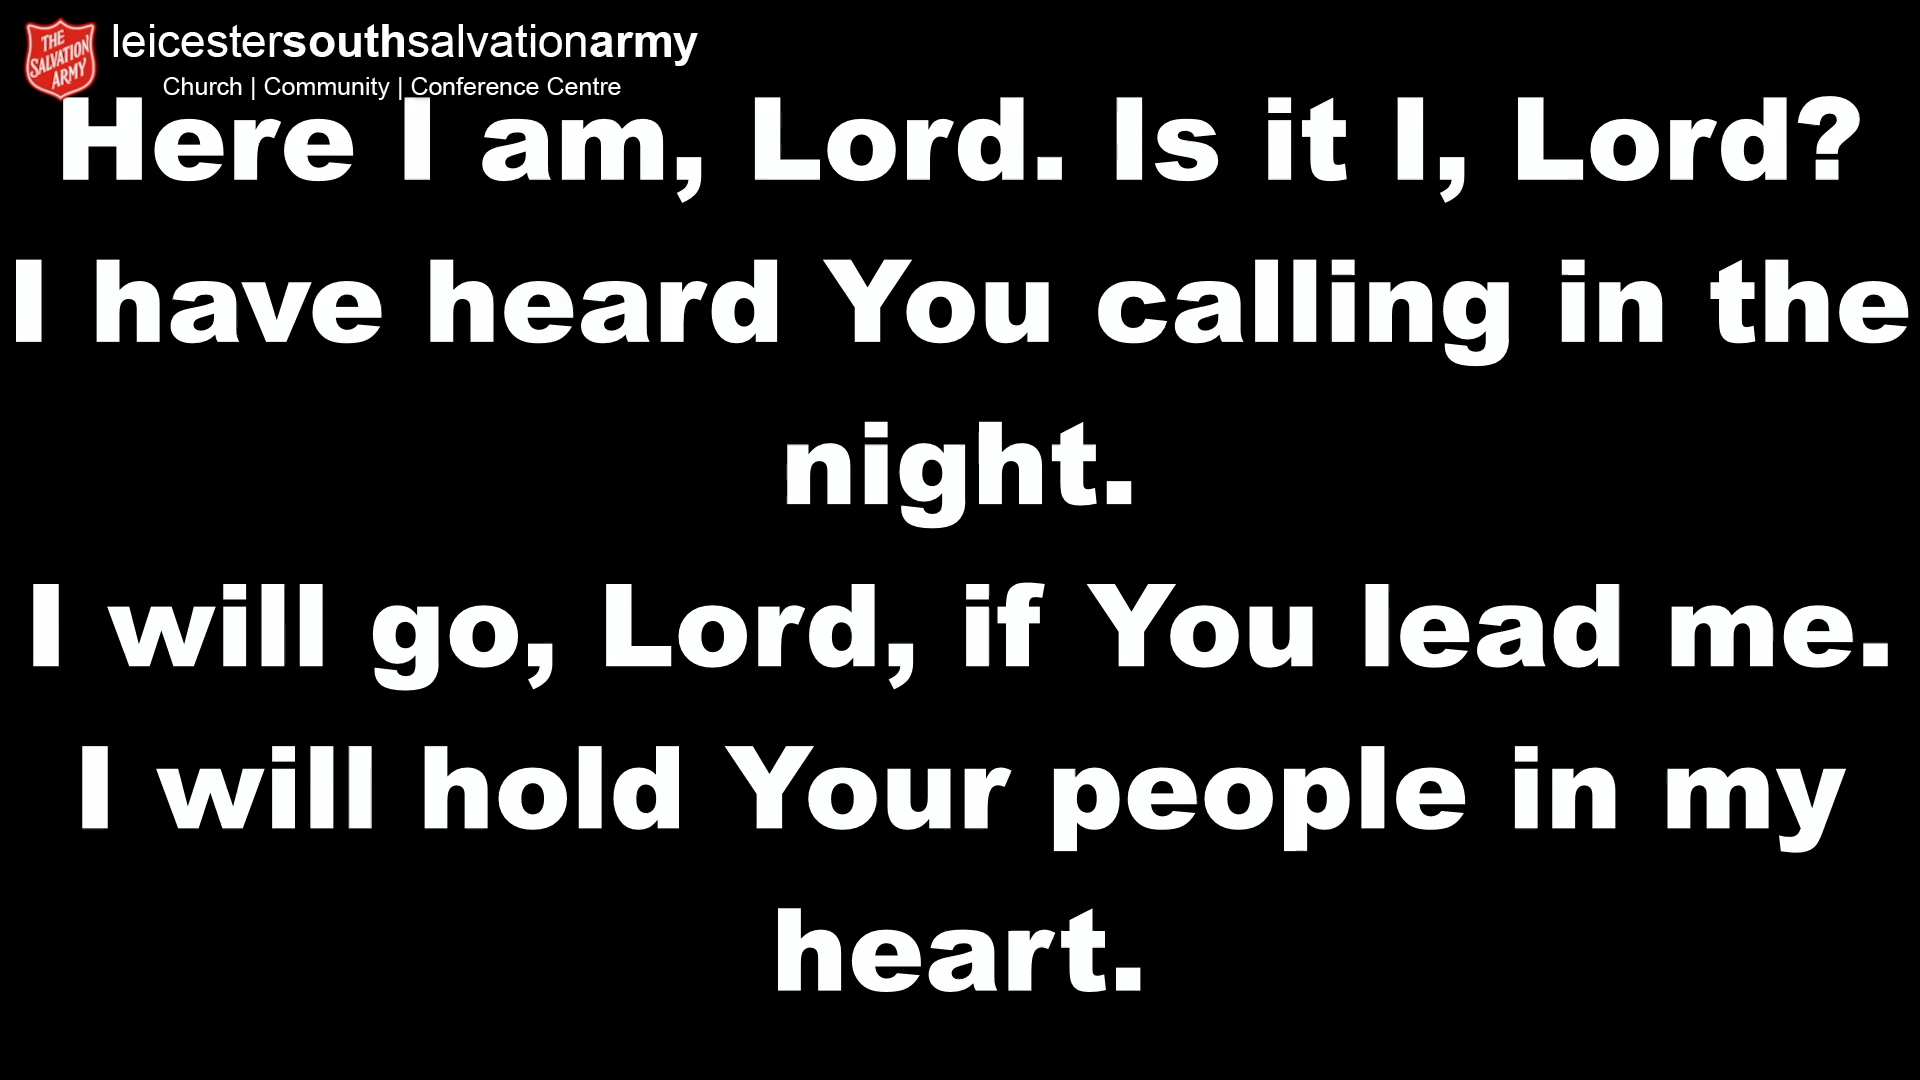 THE
SALVATION
ARMY
leicestersouthsalvationarmy
Church | Community | Conference Centre
Here I am, Lord. Is it I, Lord?
I have heard You calling in the
night.
I will go, Lord, if You lead me.
I will hold Your people in my
heart.